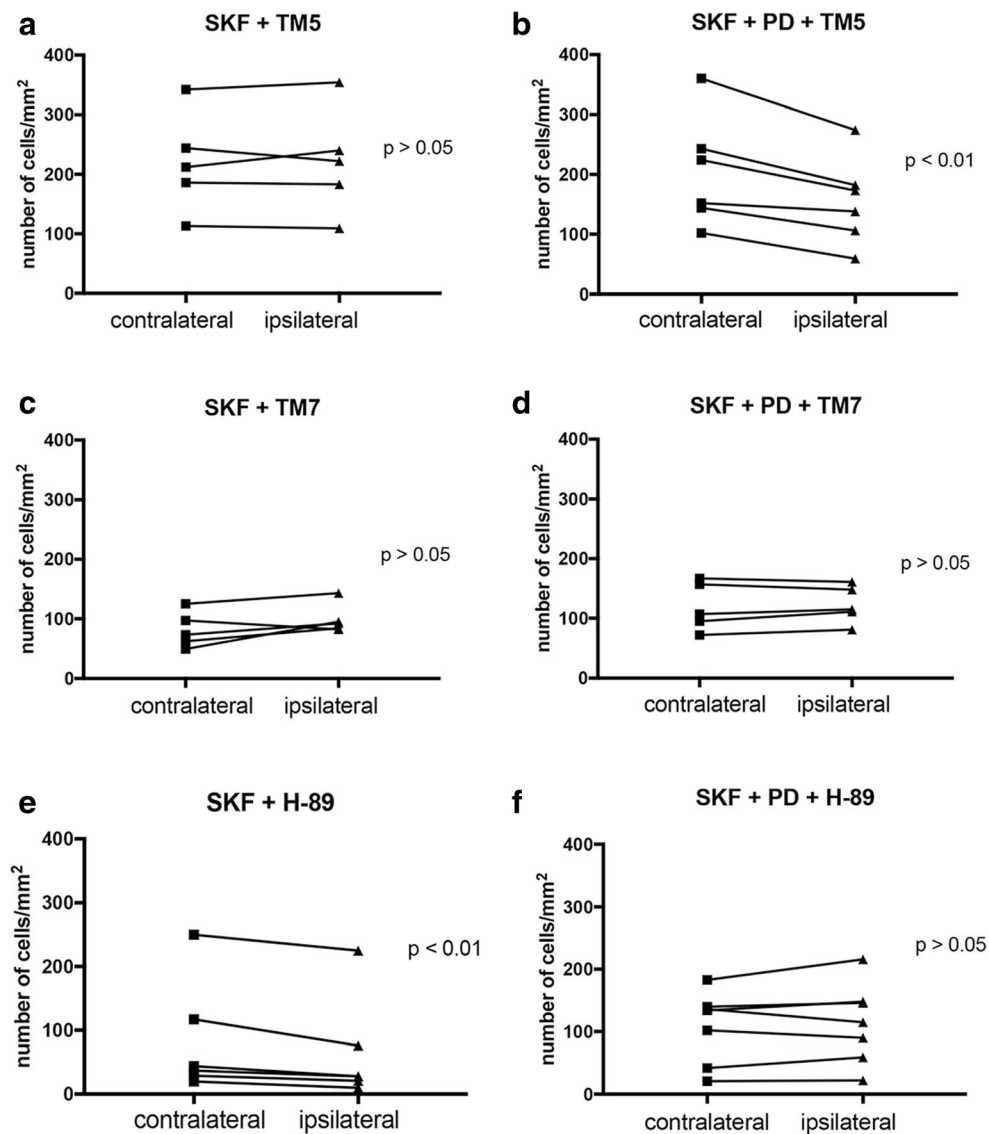 a
SKF + TM5
number of cells/mm²
400
300
200
100
0
p > 0.05
contralateral ipsilateral
b
SKF + PD + TM5
number of cells/mm²
400
300
200
100
0
p < 0.01
contralateral ipsilateral
c
SKF + TM7
number of cells/mm²
400
300
200
100
0
p > 0.05
contralateral ipsilateral
d
SKF + PD + TM7
number of cells/mm²
400
300
200
100
0
p > 0.05
contralateral ipsilateral
e
SKF + H-89
number of cells/mm²
400
300
200
100
0
p < 0.01
contralateral ipsilateral
f
SKF + PD + H-89
number of cells/mm²
400
300
200
100
0
p > 0.05
contralateral ipsilateral